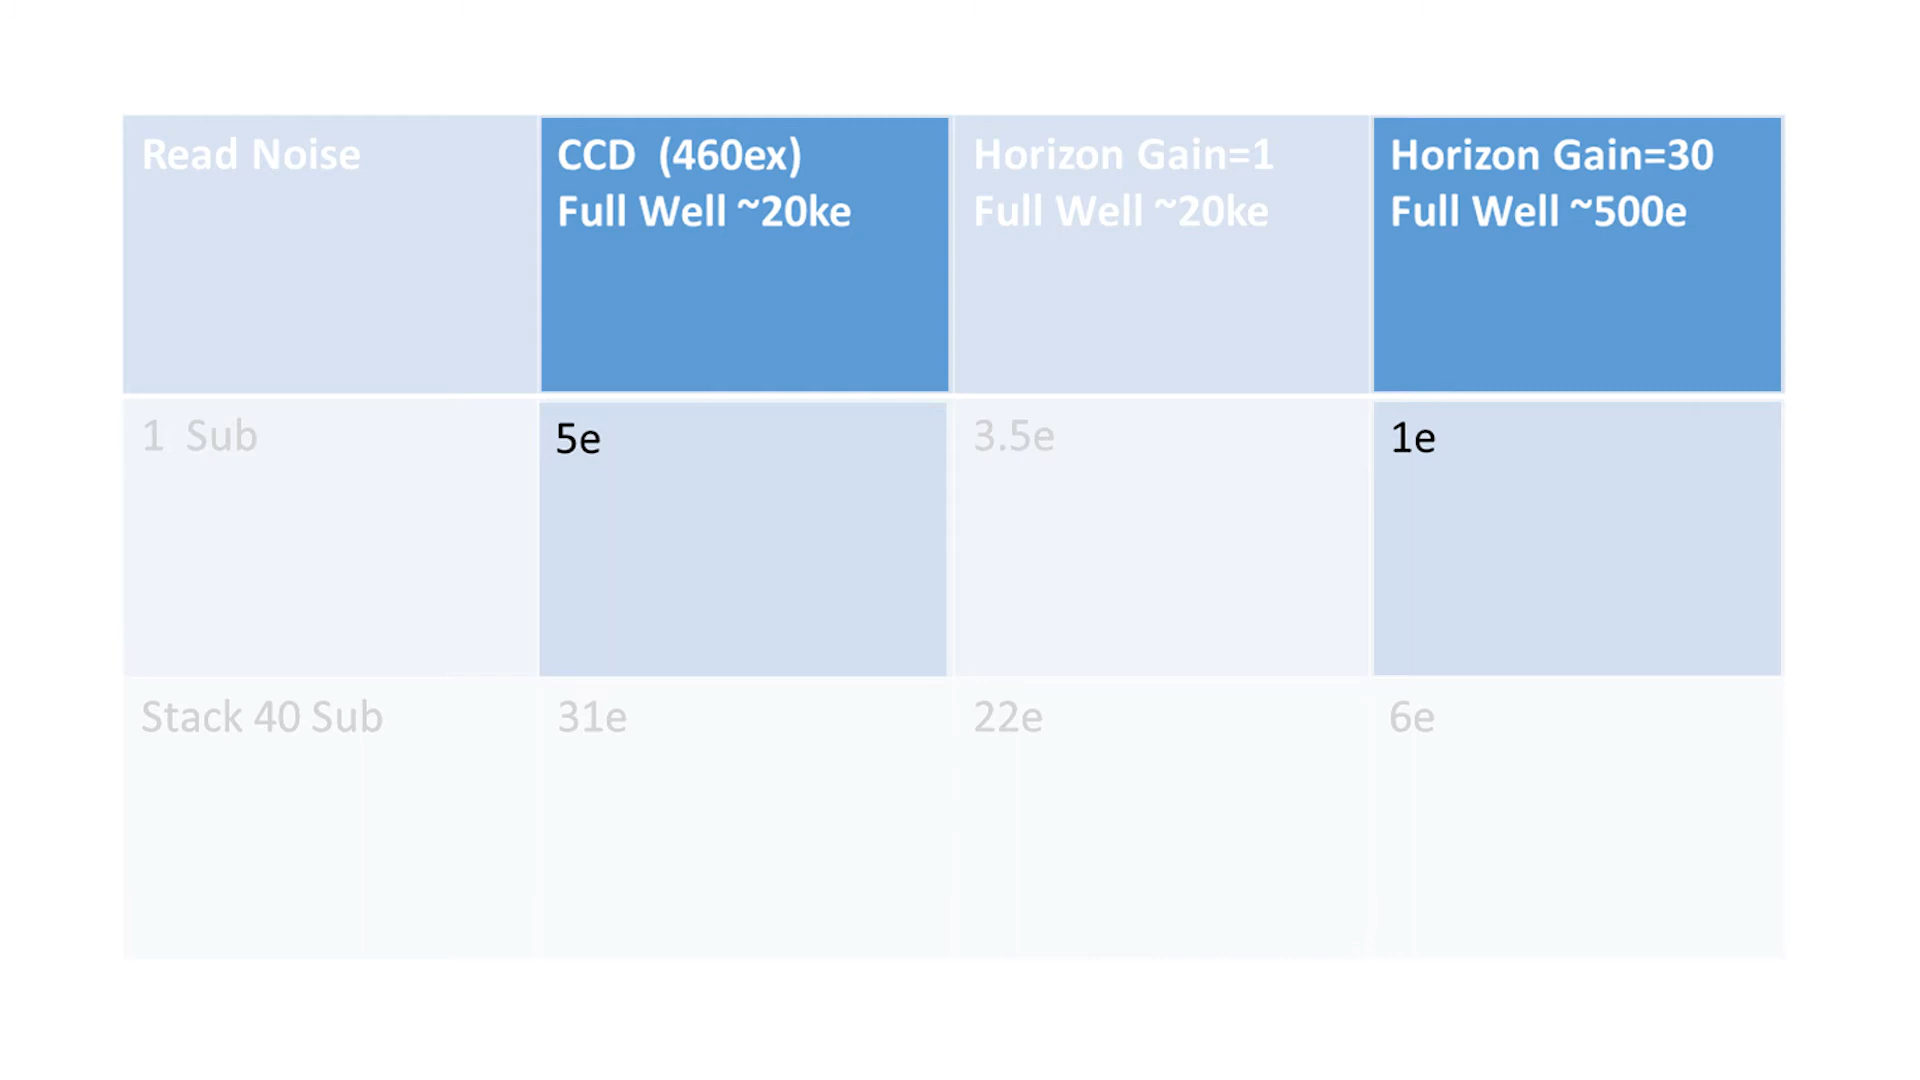 Read Noise
CCD (460ex)
Full Well ~20ke
Horizon Gain=1
Full Well ~20ke
Horizon Gain=30
Full Well ~500e
1 Sub
5e
3.5e
1e
Stack 40 Sub
31e
22e
6e